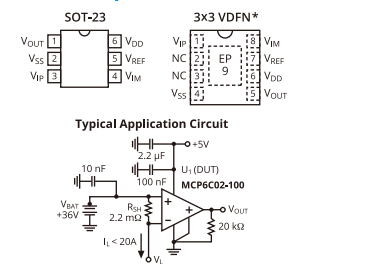 SOT-23
3×3 VDFN*
VOUT 1
6 VDD
VSS 2
5 VREF
VIP 3
4 VIM
VIP 1
8 VIM
NC 2
EP
7 VREF
NC 3
9
6 VDD
VSS 4
5 VOUT
Typical Application Circuit
+5V
2.2 µF
10 nF
U1 (DUT)
100 nF
MCP6C02-100
VBAT
+36V
RSH
2.2 mΩ
+
+
−
VOUT
20 kΩ
IL < 20A
VL